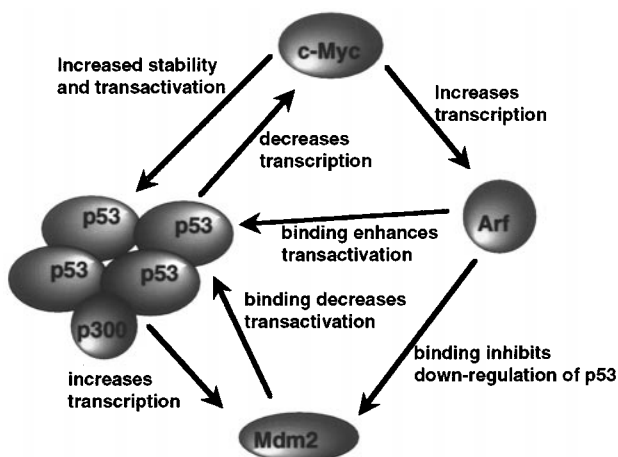 c-Myc
Increased stability
and transactivation
Increases
transcription
decreases
transcription
p53
p53
Arf
binding enhances
transactivation
p53
p53
binding decreases
transactivation
p300
binding inhibits
down-regulation of p53
increases
transcription
Mdm2